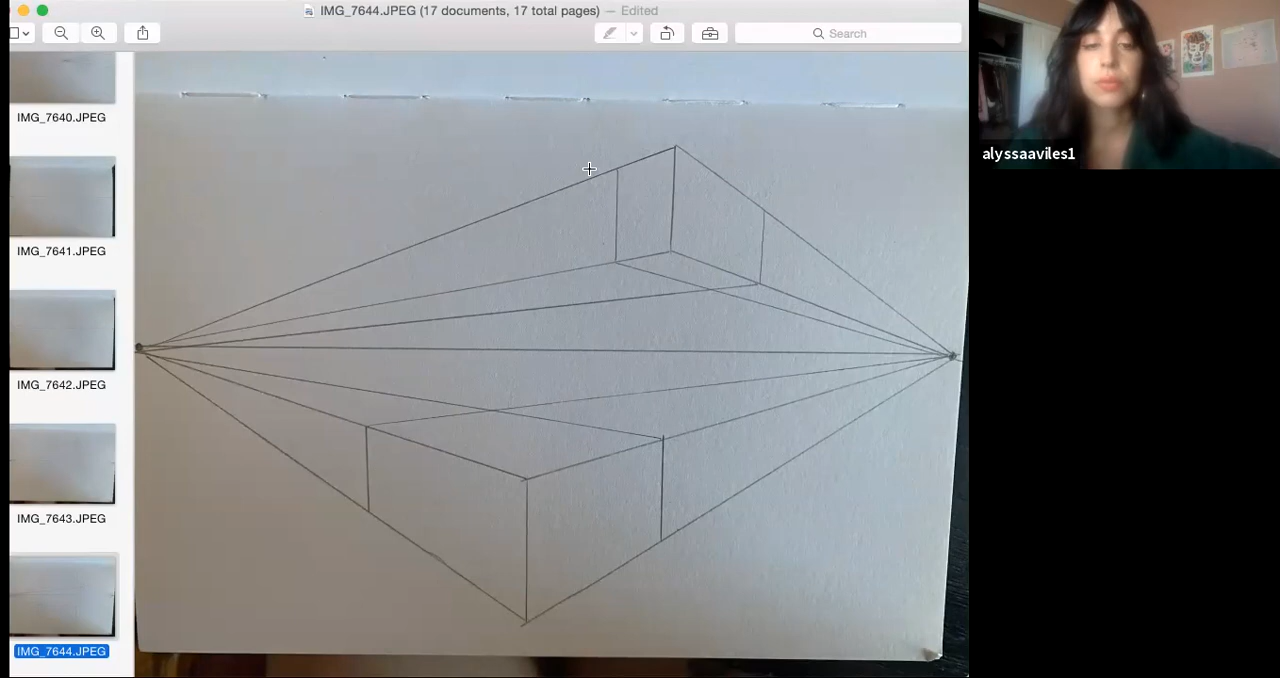 IMG_7644.JPEG (17 documents, 17 total pages) — Edited
Search
IMG_7640.JPEG
IMG_7641.JPEG
IMG_7642.JPEG
IMG_7643.JPEG
IMG_7644.JPEG
alyssaaviles1